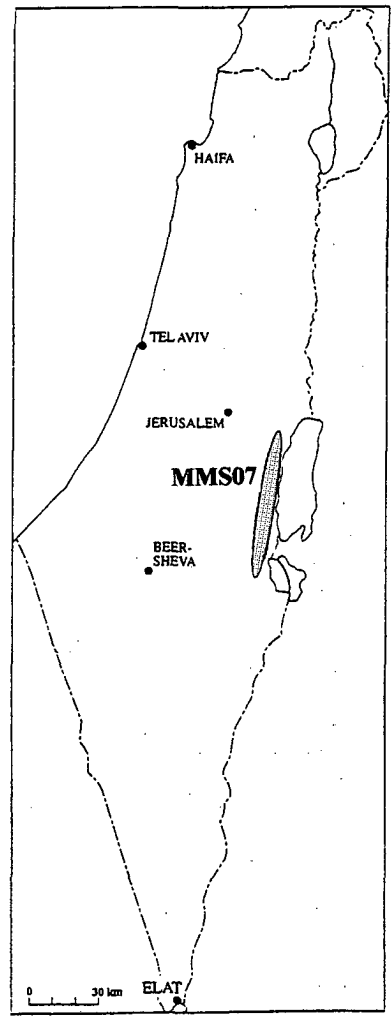 HAIFA
TEL AVIV
JERUSALEM
MMS07
BEER-
SHEVA
0 30 km
ELAT